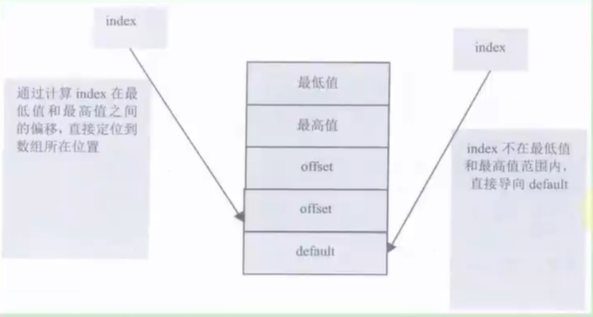 index
index
通过计算 index 在最
低值和最高值之间
的偏移，直接定位到
数组所在位置
最低值
最高值
offset
offset
default
index 不在最低值
和最高值范围内，
直接导向 default